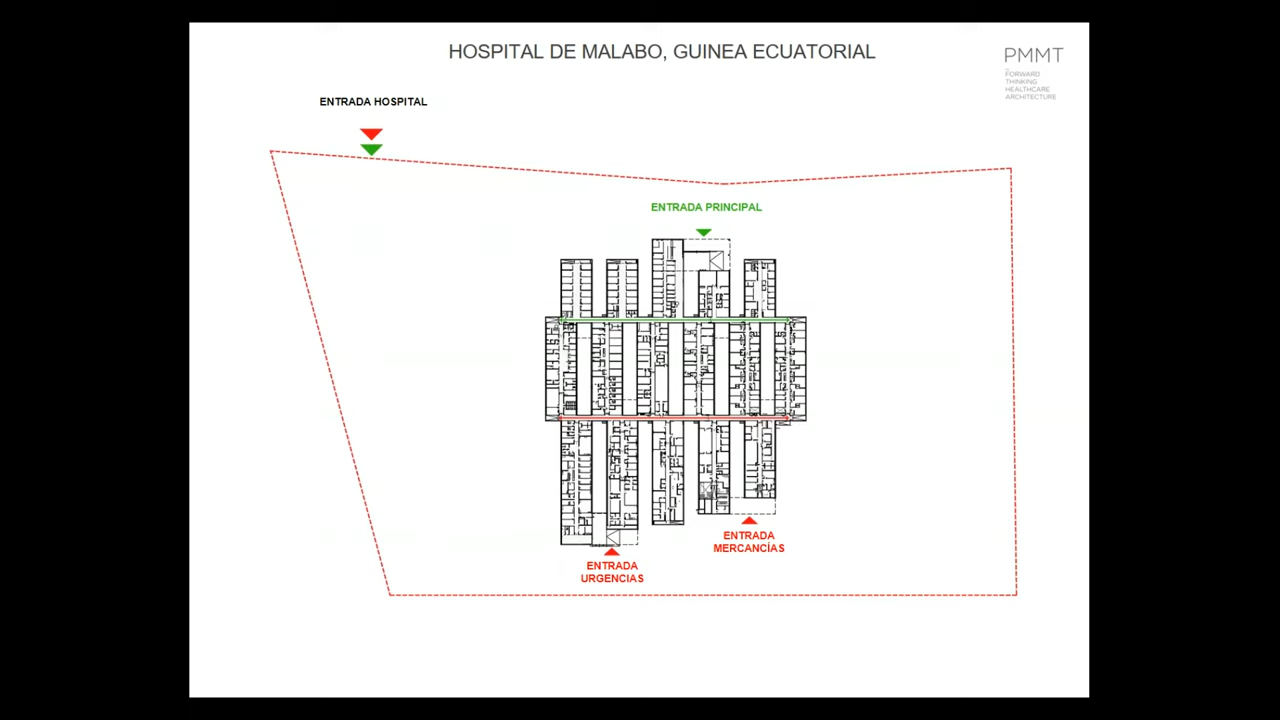 HOSPITAL DE MALABO, GUINEA ECUATORIAL
PMMT
FORWARD
THINKING
HEALTHCARE
ARCHITECTURE
ENTRADA HOSPITAL
ENTRADA PRINCIPAL
ENTRADA
MERCANCÍAS
ENTRADA
URGENCIAS